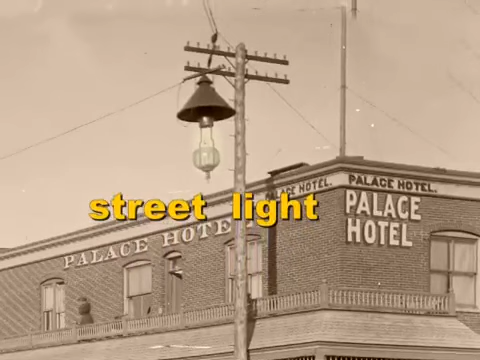 PALACE HOTEL. PALACE HOTEL.
PALACE
HOTEL
street light
PALACE HOTEL